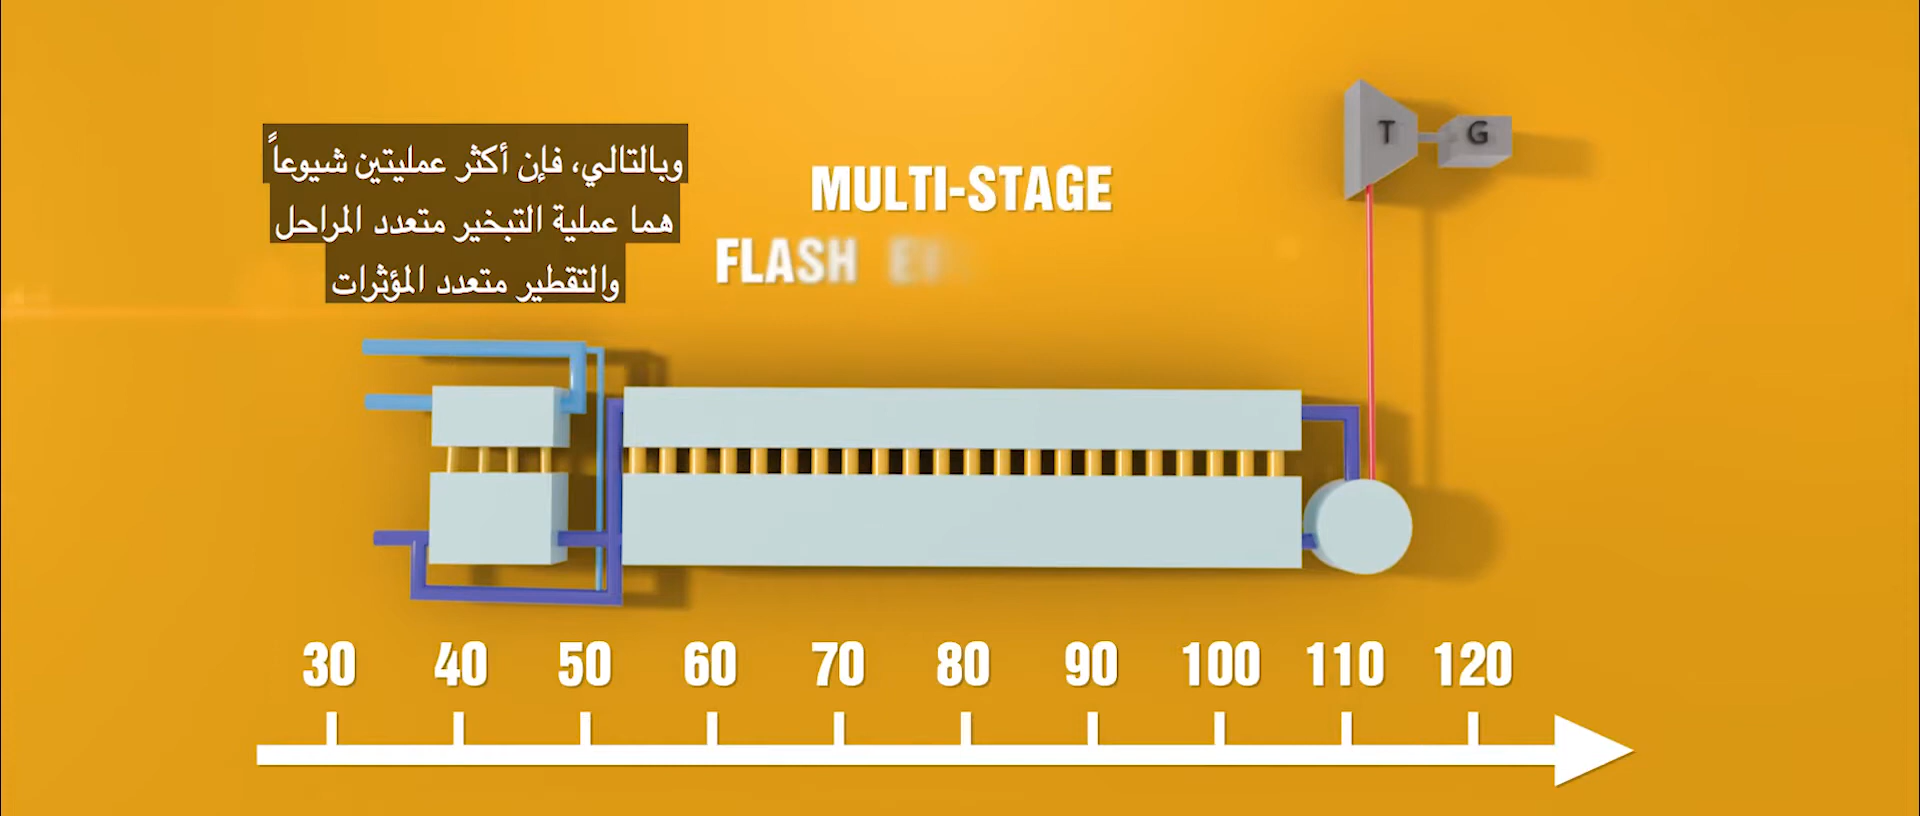 وبالتالي، فإن أكثر عمليتين شيوعاً
هما عملية التبخير متعدد المراحل
والتقطير متعدد المؤثرات
MULTI-STAGE
FLASH
T G
30 40 50 60 70 80 90 100 110 120